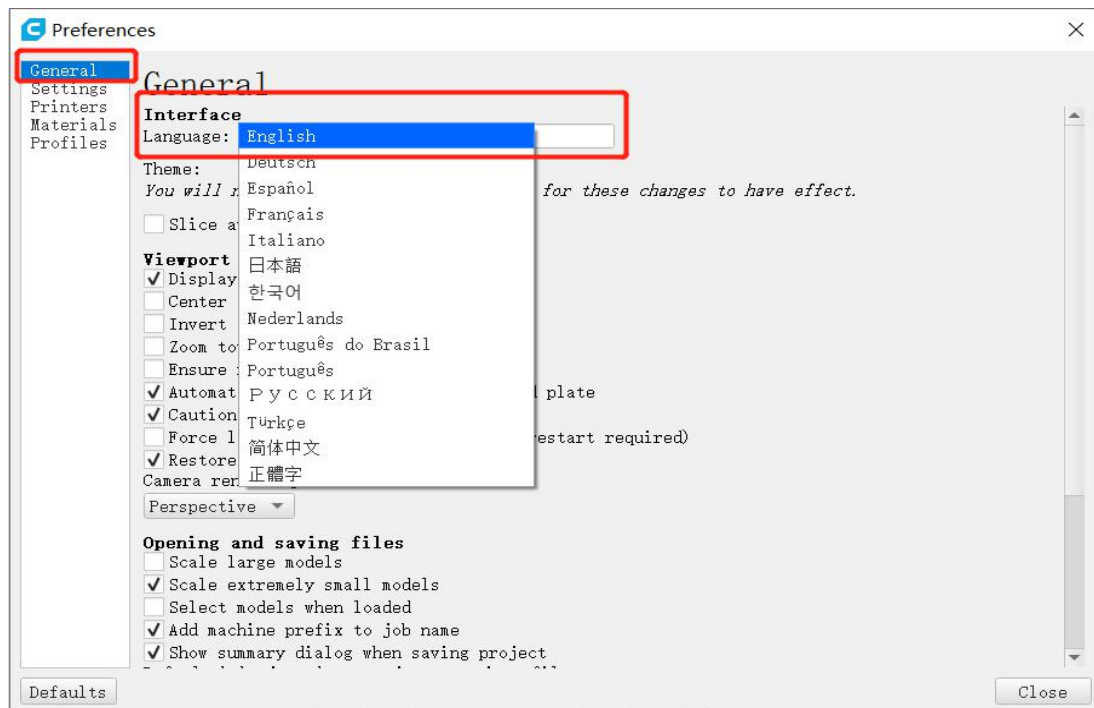 Preferences
General
Settings
Printers
Materials
Profiles
General
Interface
Language: English
Deutsch
Español
Français
Italiano
日本語
한국어
Nederlands
Português do Brasil
Português
Русский
Türkçe
简体中文
正體字
Theme:
You will for these changes to have effect.
Slice
Viewport
Display
Center
Invert
Zoom
Ensure
plate
Caution
Force restart required)
Restore
Camera
Perspective
Opening and saving files
Scale large models
Scale extremely small models
Select models when loaded
Add machine prefix to job name
Show summary dialog when saving project
Defaults
Close